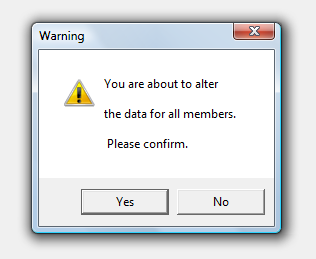 Warning
You are about to alter
the data for all members.
Please confirm.
Yes No